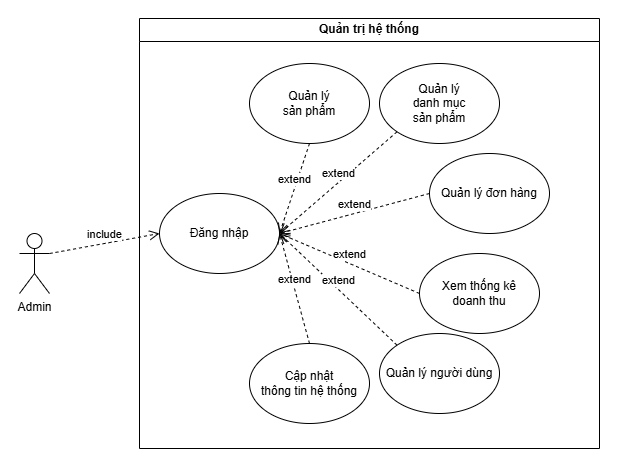 Quản trị hệ thống
Quản lý
sản phẩm
Quản lý
danh mục
sản phẩm
extend
extend
Quản lý đơn hàng
extend
Đăng nhập
include
Admin
extend
Xem thống kê
doanh thu
extend
extend
Cập nhật
thông tin hệ thống
Quản lý người dùng